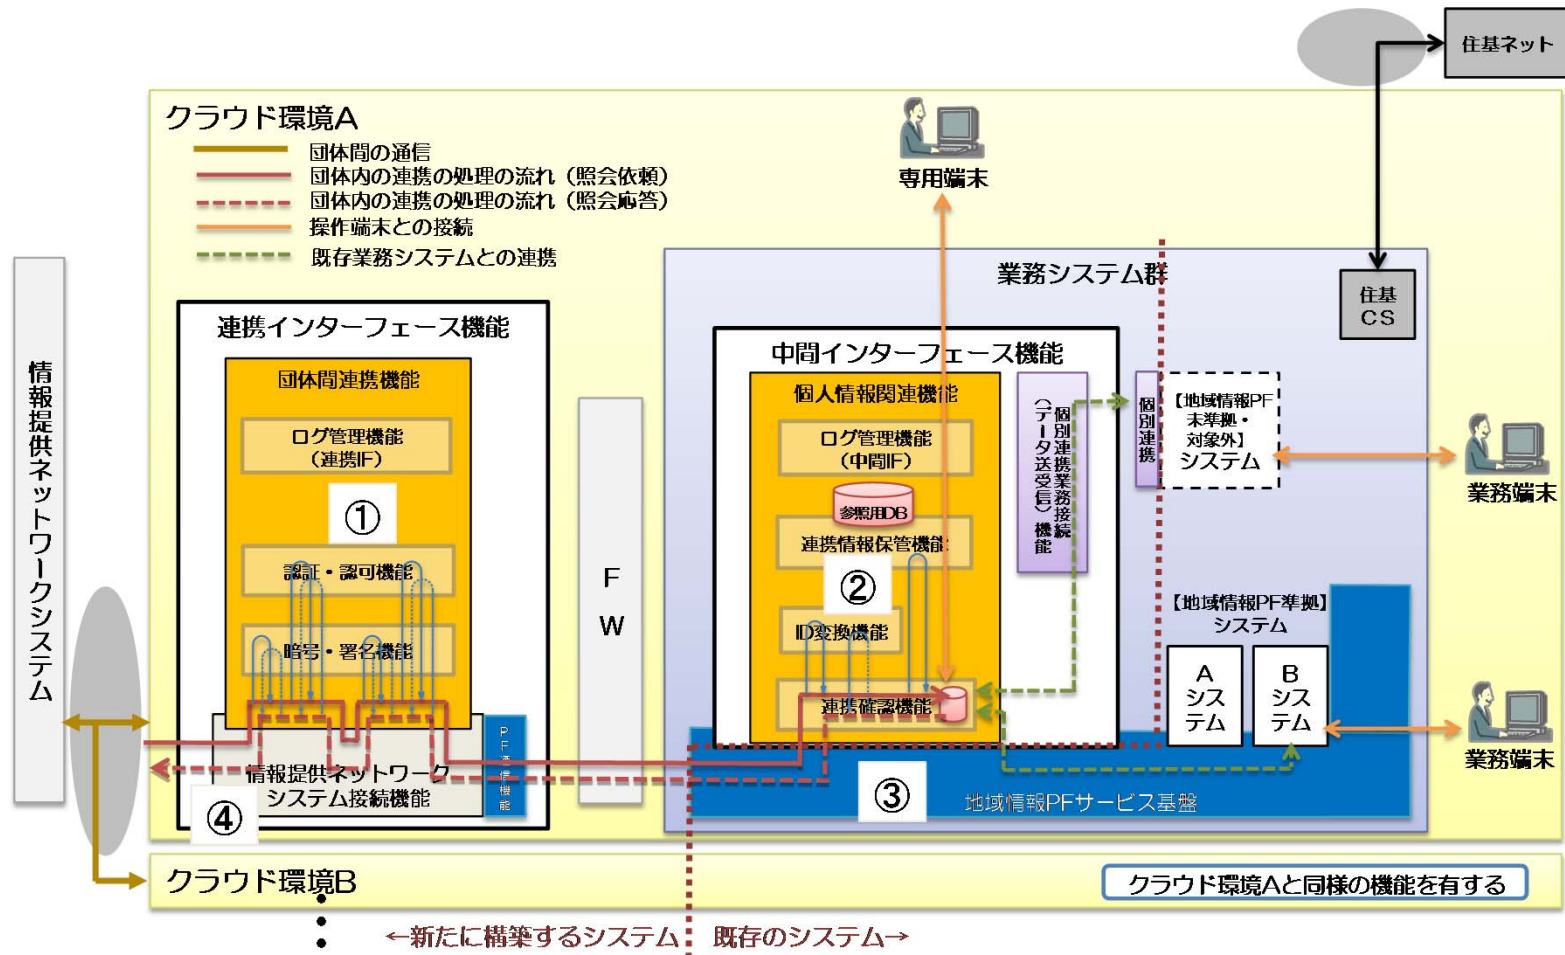 住基ネット
クラウド環境A
団体間の通信
団体内の連携の処理の流れ（照会依頼）
団体内の連携の処理の流れ（照会応答）
操作端末との接続
既存業務システムとの連携
専用端末
業務システム群
住基
CS
情報提供ネットワークシステム
連携インターフェース機能
団体間連携機能
ログ管理機能
（連携IF）
①
認証・認可機能
暗号・署名機能
情報提供ネットワーク
システム接続機能
PF通信機能
④
FW
中間インターフェース機能
個人情報関連機能
ログ管理機能
（中間IF）
参照用DB
連携情報保管機能
②
ID変換機能
連携確認機能
個別連携業務接続
（データ送受信）機能
個別連携
【地域情報PF
未準拠・
対象外】
システム
業務端末
【地域情報PF準拠】
システム
A
シス
テム
B
シス
テム
業務端末
③
地域情報PFサービス基盤
クラウド環境B
クラウド環境Aと同様の機能を有する
←新たに構築するシステム
既存のシステム→